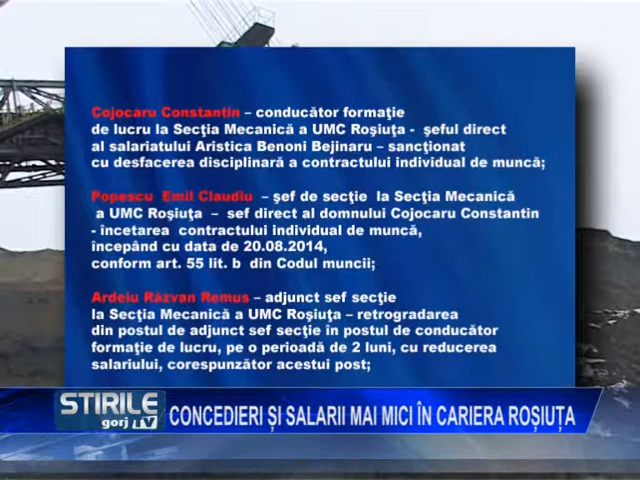 Cojocaru Constantin – conducător formaţie
de lucru la Secţia Mecanică a UMC Roşiuţa - şeful direct
al salariatului Aristica Benoni Bejinaru – sancţionat
cu desfacerea disciplinară a contractului individual de muncă;
Popescu Emil Claudiu – şef de secţie la Secţia Mecanică
a UMC Roşiuţa – sef direct al domnului Cojocaru Constantin
- încetarea contractului individual de muncă,
începând cu data de 20.08.2014,
conform art. 55 lit. b din Codul muncii;
Ardeiu Răzvan Remus – adjunct sef secţie
la Secţia Mecanică a UMC Roşiuţa – retrogradarea
din postul de adjunct sef secţie în postul de conducător
formaţie de lucru, pe o perioadă de 2 luni, cu reducerea
salariului, corespunzător acestui post;
STIRILE
gorj TV
CONCEDIERI ȘI SALARII MAI MICI ÎN CARIERA ROȘIUȚA